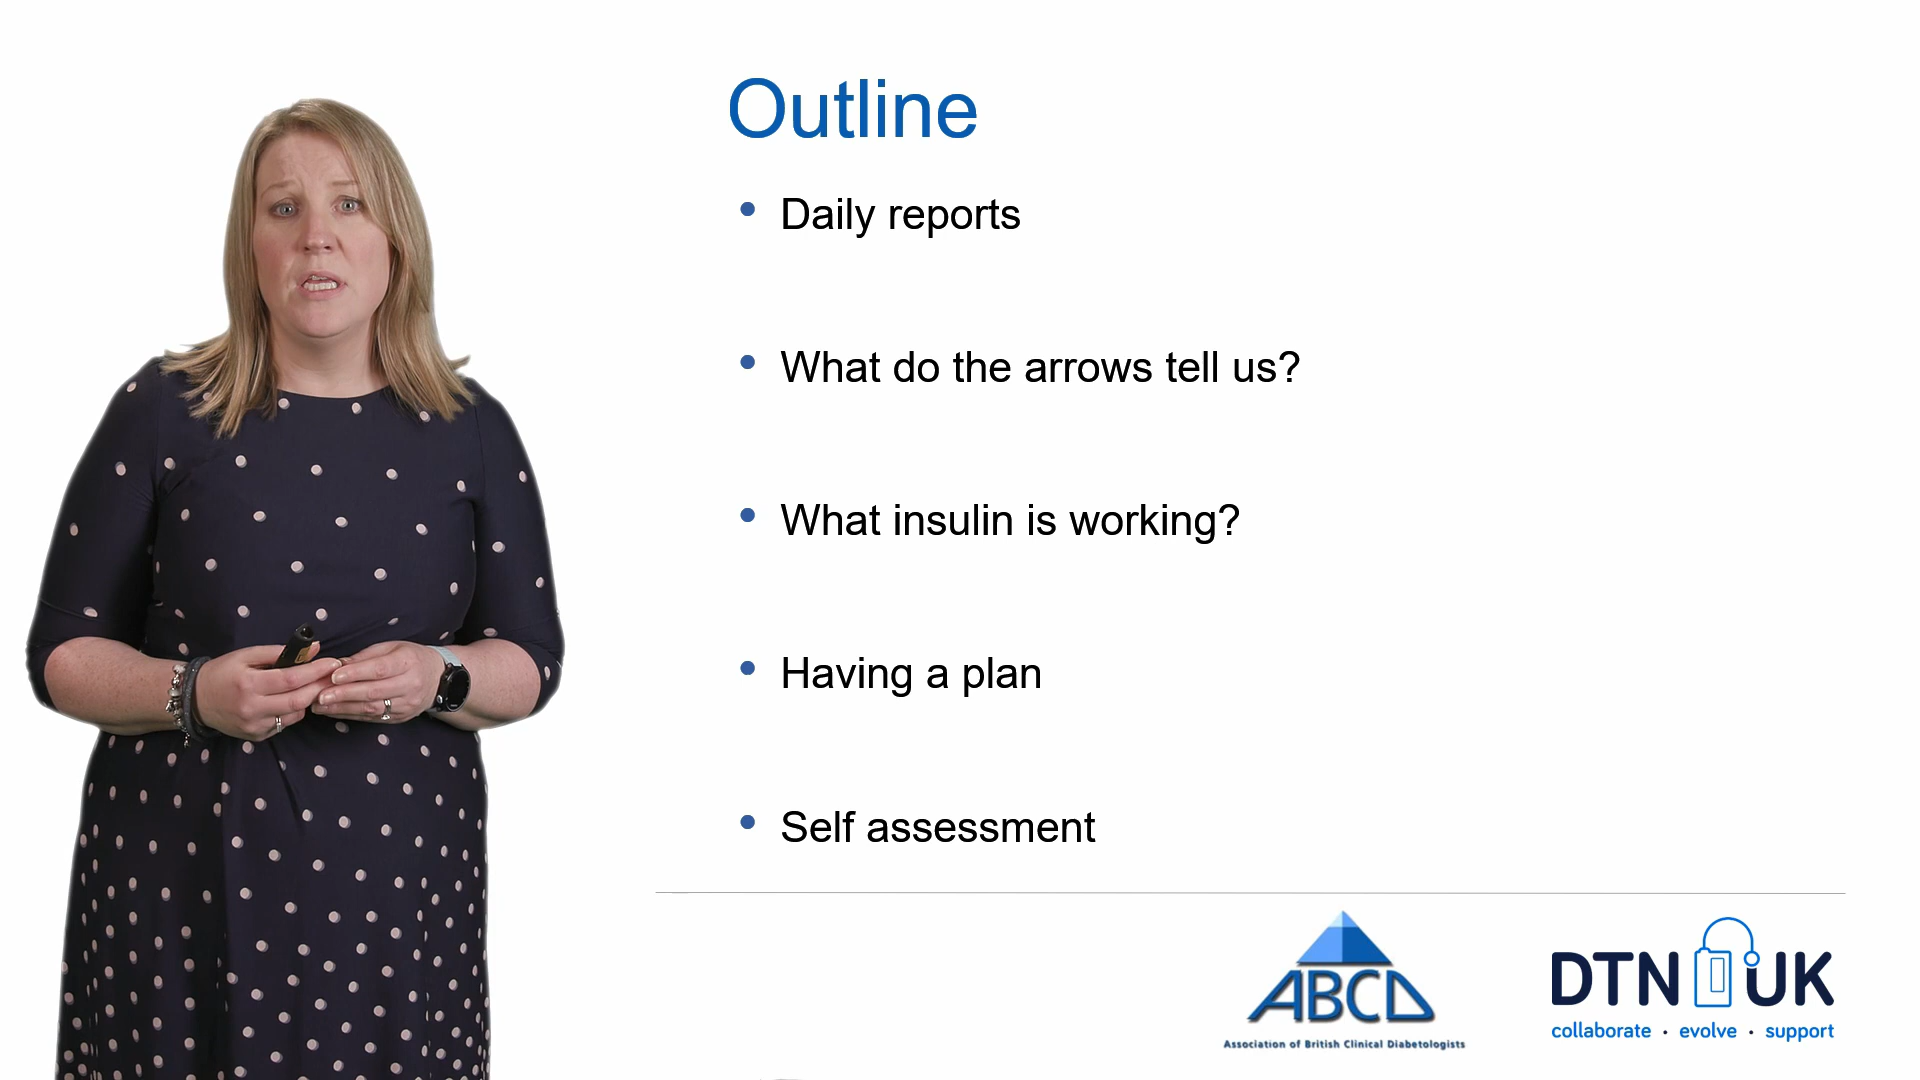 Outline
• Daily reports
• What do the arrows tell us?
• What insulin is working?
• Having a plan
• Self assessment
ABCD
Association of British Clinical Diabetologists
DTN UK
collaborate · evolve · support